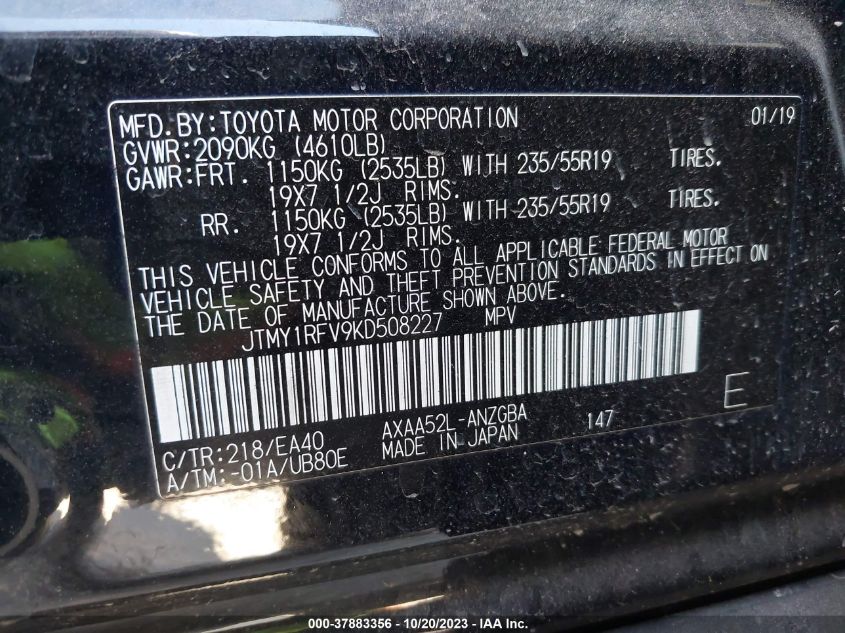 MFD.BY:TOYOTA MOTOR CORPORATION 01/19
GVWR:2090KG (4610LB)
GAWR:FRT. 1150KG (2535LB) WITH 235/55R19 TIRES.
19X7 1/2J RIMS.
RR. 1150KG (2535LB) WITH 235/55R19 TIRES.
19X7 1/2J RIMS.
THIS VEHICLE CONFORMS TO ALL APPLICABLE FEDERAL MOTOR
VEHICLE SAFETY AND THEFT PREVENTION STANDARDS IN EFFECT ON
THE DATE OF MANUFACTURE SHOWN ABOVE.
JTMY1RFV9KD508227 MPV
E
C/TR:218/EA40 AXAA52L-ANZGBA 147
A/TM:-01A/UB80E MADE IN JAPAN
000-37883356 - 10/20/2023 - IAA Inc.